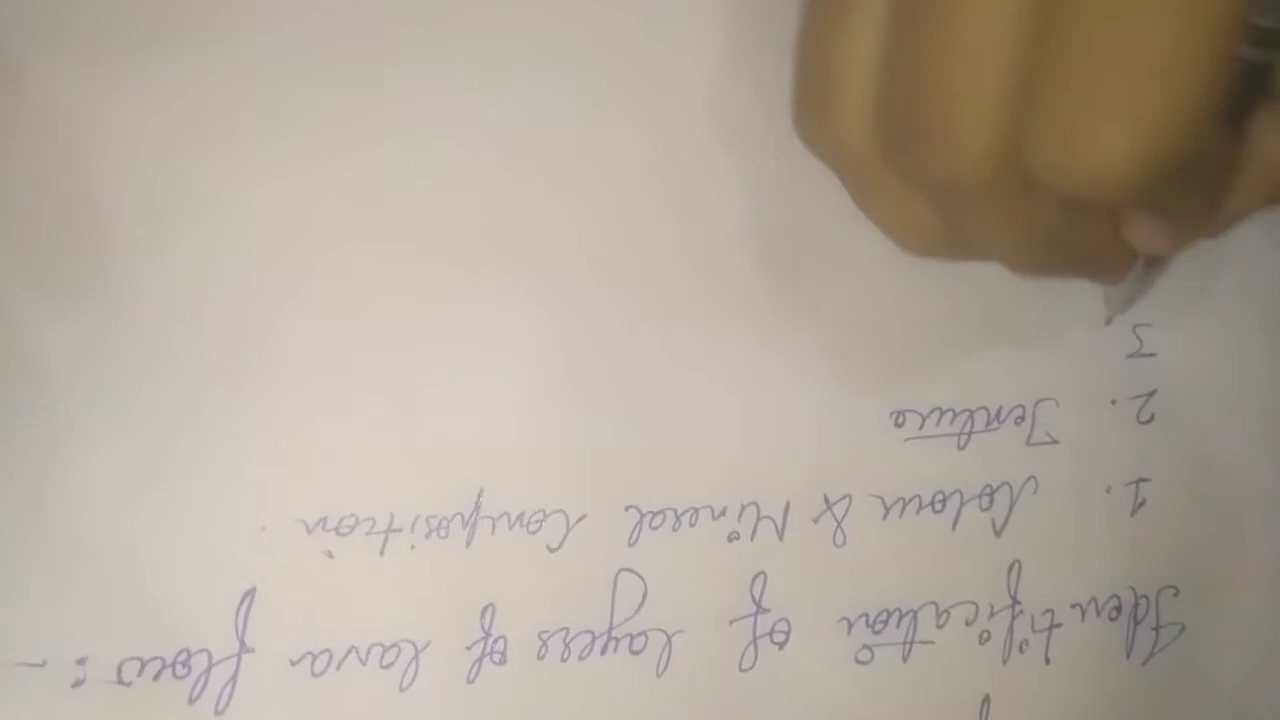 Identification of layers of lava flow :-
1. Colour & Mineral Composition.
2. Texture
3